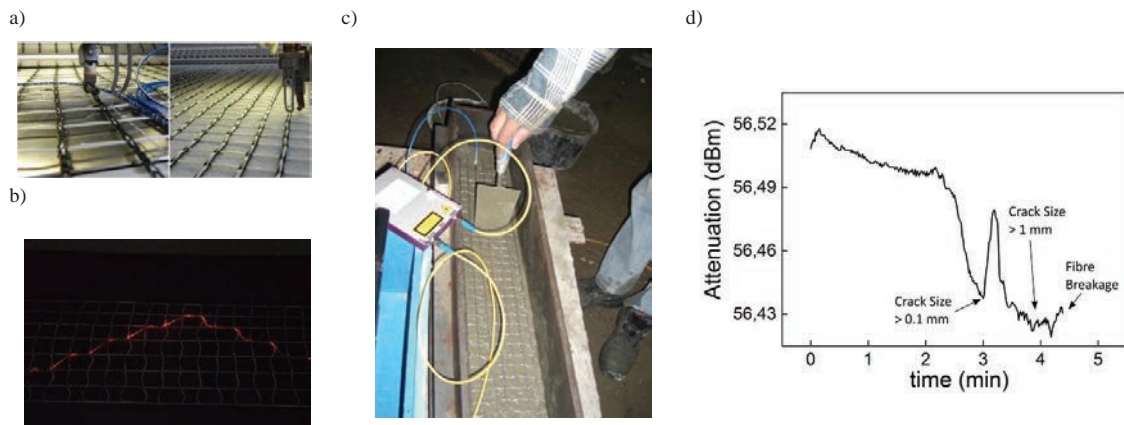 a)
b)
c)
d)
Attenuation (dBm)
56,52
56,49
56,46
56,43
Crack Size
> 0.1 mm
Crack Size
> 1 mm
Fibre
Breakage
0
1
2
3
4
5
time (min)